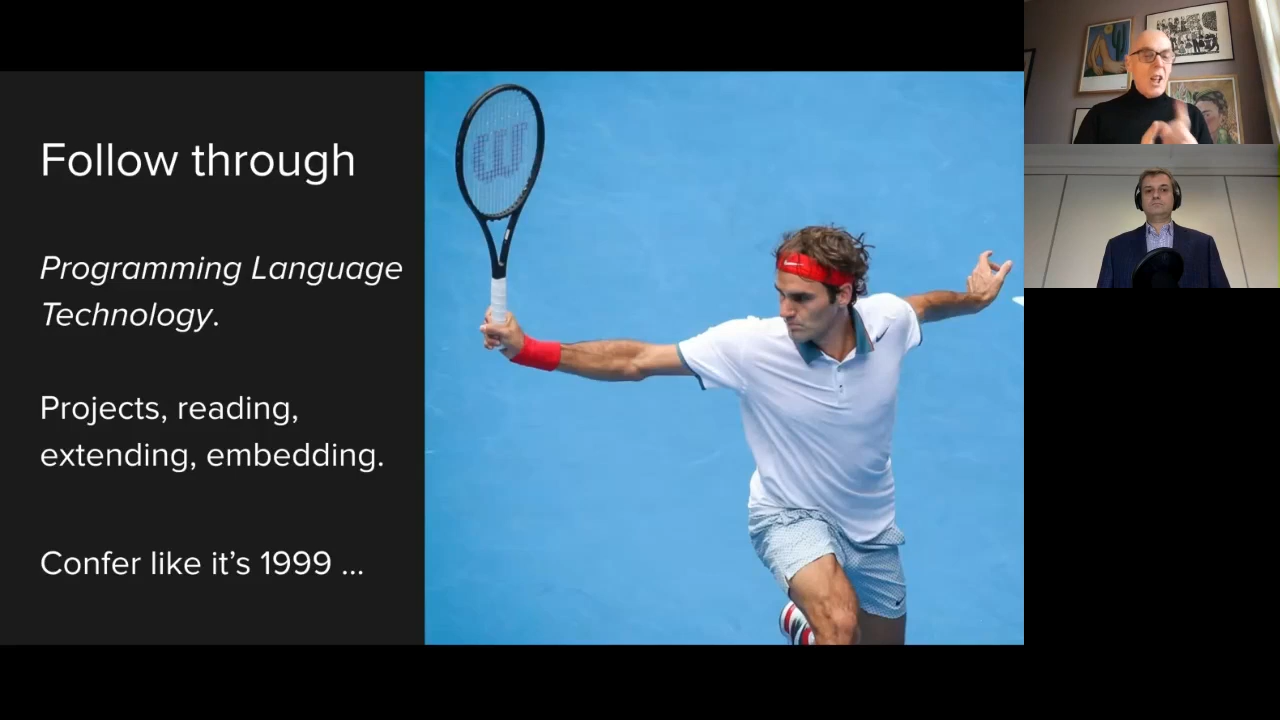 Follow through
Programming Language
Technology.
Projects, reading,
extending, embedding.
Confer like it's 1999 ...
W